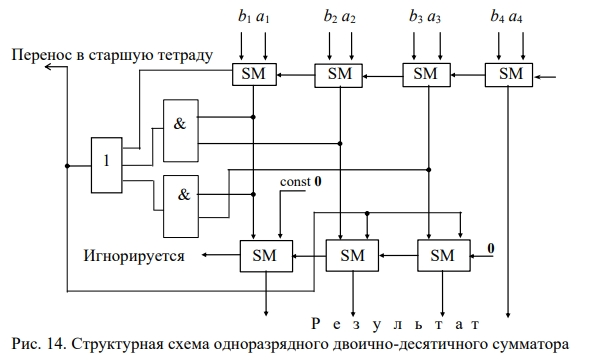 b1 a1 b2 a2 b3 a3 b4 a4
Перенос в старшую тетраду
SM SM SM SM
&
1
&
const 0
Игнорируется SM SM SM 0
Р е з у л ь т а т
Рис. 14. Структурная схема одноразрядного двоично-десятичного сумматора